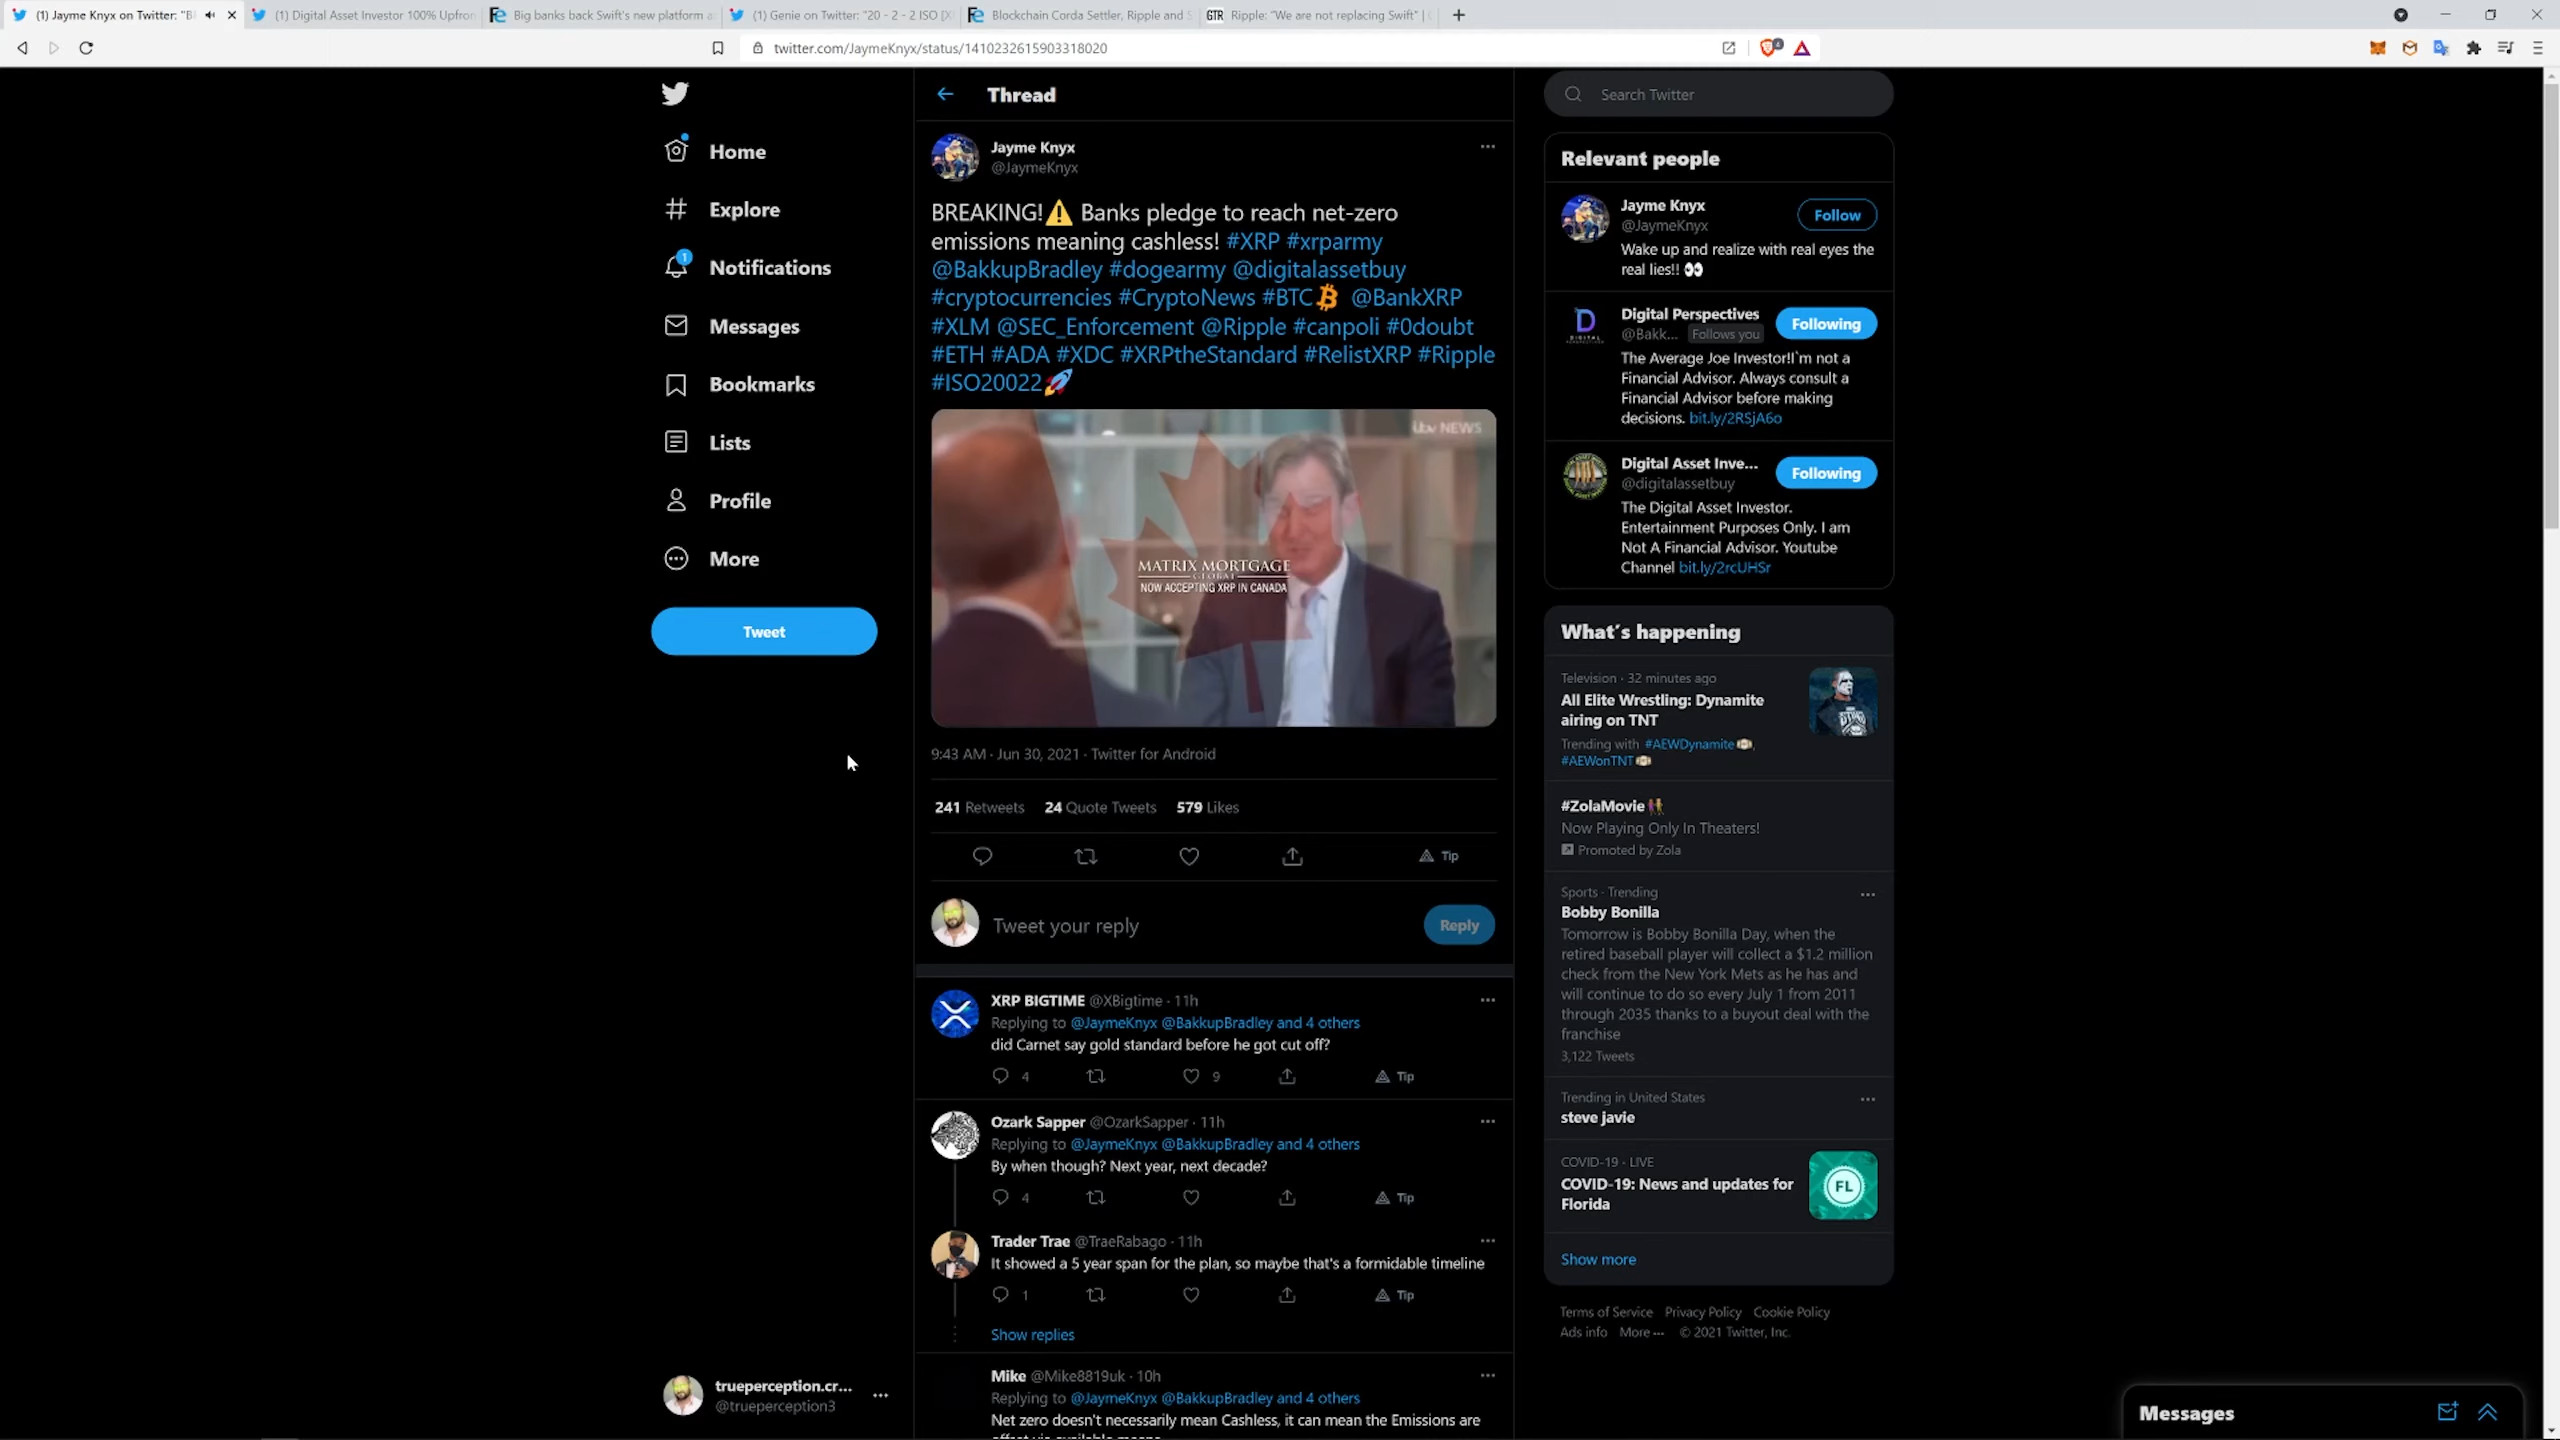 (1) Jayme Knyx on Twitter: "B
(1) Digital Asset Investor 100% Upfron
Big banks back Swift's new platform a
(1) Genie on Twitter: "20 - 2 - 2 ISO
Blockchain Corda Settler, Ripple and S
GTR Ripple: "We are not replacing Swift" |
twitter.com/JaymeKnyx/status/1410232615903318020
Home
Explore
1
Notifications
Messages
Bookmarks
Lists
Profile
More
Tweet
trueperception.cr...
@trueperception3
Thread
Jayme Knyx
@JaymeKnyx
BREAKING!⚠️ Banks pledge to reach net-zero
emissions meaning cashless! #XRP #xrparmy
@BakkupBradley #dogearmy @digitalassetbuy
#cryptocurrencies #CryptoNews #BTC @BankXRP
#XLM @SEC_Enforcement @Ripple #canpoli #0doubt
#ETH #ADA #XDC #XRPtheStandard #RelistXRP #Ripple
#ISO20022🚀
itv NEWS
MATRIX MORTGAGE
GLOBAL
NOW ACCEPTING XRP IN CANADA
9:43 AM · Jun 30, 2021 · Twitter for Android
241 Retweets 24 Quote Tweets 579 Likes
Tip
Tweet your reply
Reply
XRP BIGTIME @XBigtime · 11h
Replying to @JaymeKnyx @BakkupBradley and 4 others
did Carnet say gold standard before he got cut off?
4 9 Tip
Ozark Sapper @OzarkSapper · 11h
Replying to @JaymeKnyx @BakkupBradley and 4 others
By when though? Next year, next decade?
4 Tip
Trader Trae @TraeRabago · 11h
It showed a 5 year span for the plan, so maybe that's a formidable timeline
1 Tip
Show replies
Mike @Mike8819uk · 10h
Replying to @JaymeKnyx @BakkupBradley and 4 others
Net zero doesn't necessarily mean Cashless, it can mean the Emissions are
Search Twitter
Relevant people
Jayme Knyx
@JaymeKnyx
Follow
Wake up and realize with real eyes the
real lies!! 👀
Digital Perspectives
@Bakk... Follows you
Following
The Average Joe Investor!I`m not a
Financial Advisor. Always consult a
Financial Advisor before making
decisions. bit.ly/2RSjA6o
Digital Asset Inve...
@digitalassetbuy
Following
The Digital Asset Investor.
Entertainment Purposes Only. I am
Not A Financial Advisor. Youtube
Channel bit.ly/2rcUHSr
What's happening
Television · 32 minutes ago
All Elite Wrestling: Dynamite
airing on TNT
Trending with #AEWDynamite,
#AEWonTNT
#ZolaMovie
Now Playing Only In Theaters!
Promoted by Zola
Sports · Trending
Bobby Bonilla
Tomorrow is Bobby Bonilla Day, when the
retired baseball player will collect a $1.2 million
check from the New York Mets as he has and
will continue to do so every July 1 from 2011
through 2035 thanks to a buyout deal with the
franchise
3,122 Tweets
Trending in United States
steve javie
COVID-19 · LIVE
COVID-19: News and updates for
Florida
FL
Show more
Terms of Service Privacy Policy Cookie Policy
Ads info More ··· © 2021 Twitter, Inc.
Messages